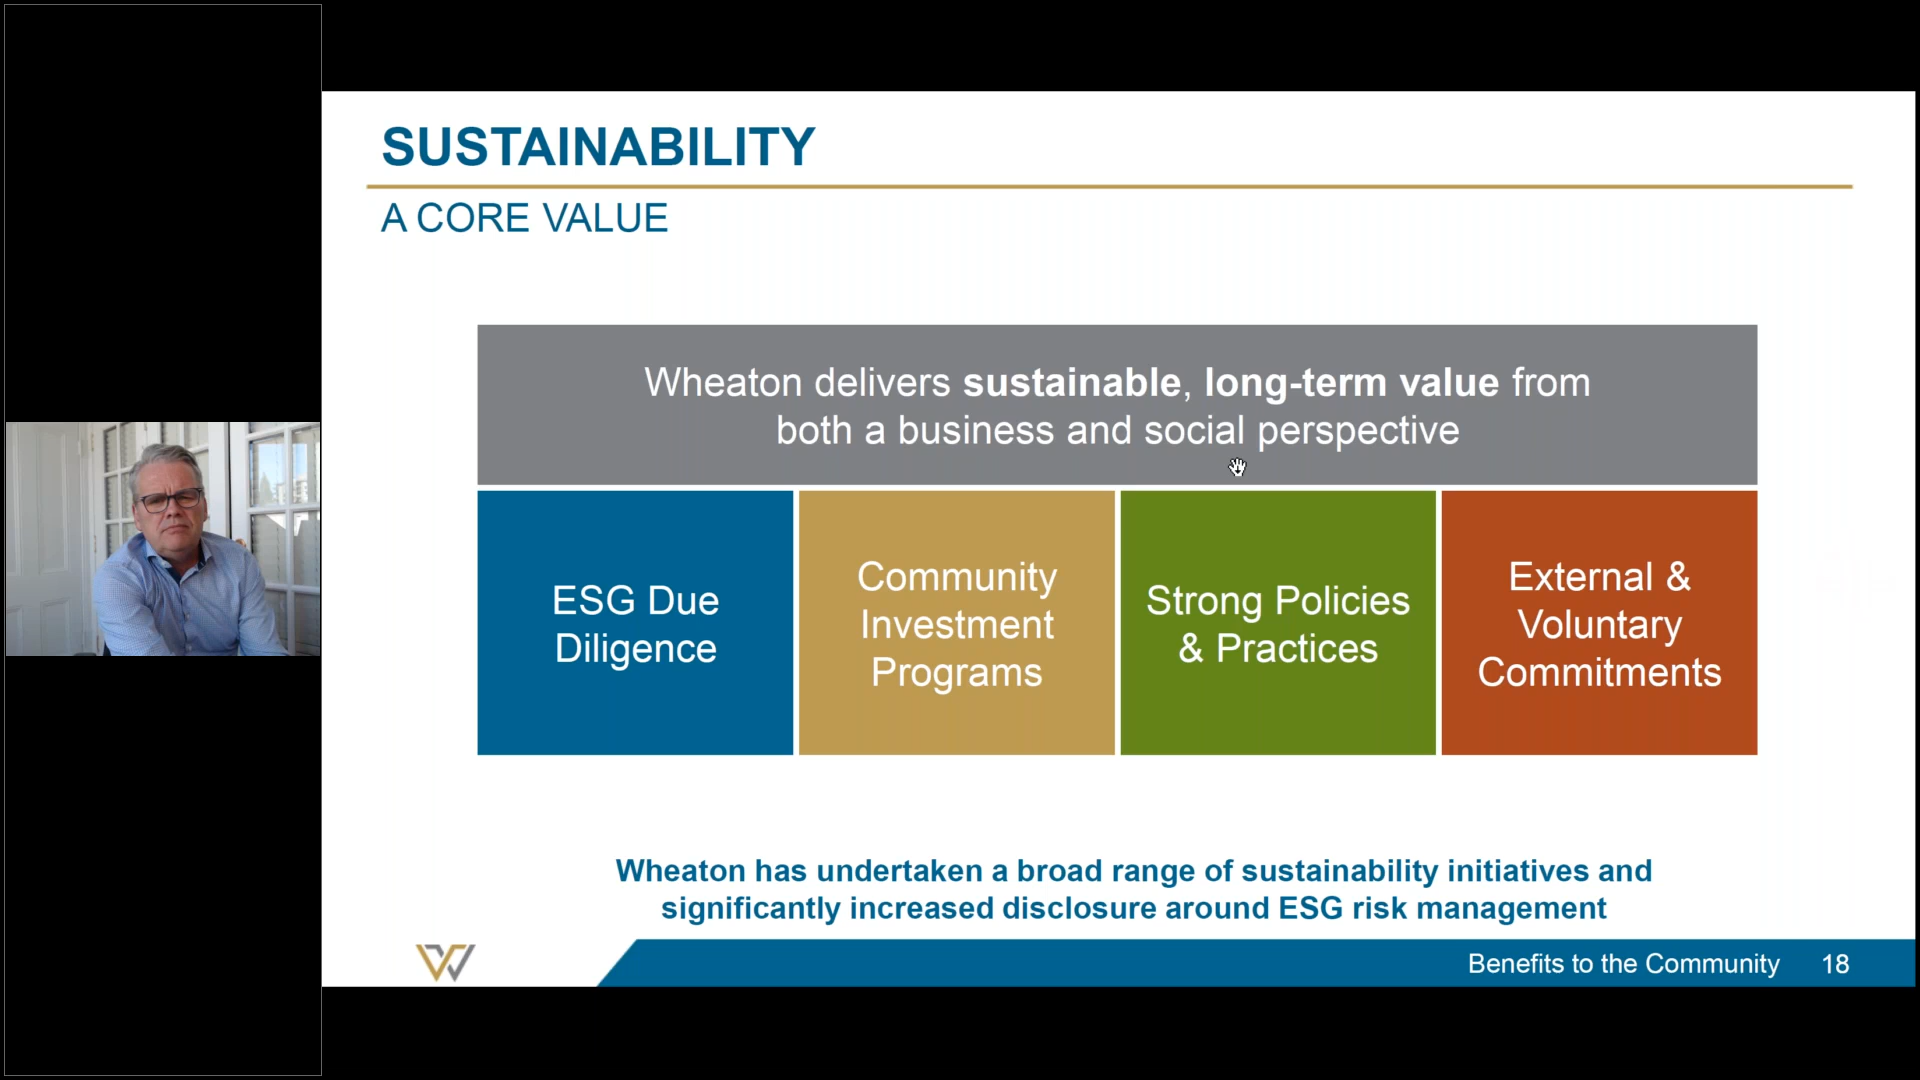 SUSTAINABILITY
A CORE VALUE
Wheaton delivers sustainable, long-term value from
both a business and social perspective
ESG Due
Diligence
Community
Investment
Programs
Strong Policies
& Practices
External &
Voluntary
Commitments
Wheaton has undertaken a broad range of sustainability initiatives and
significantly increased disclosure around ESG risk management
Benefits to the Community 18